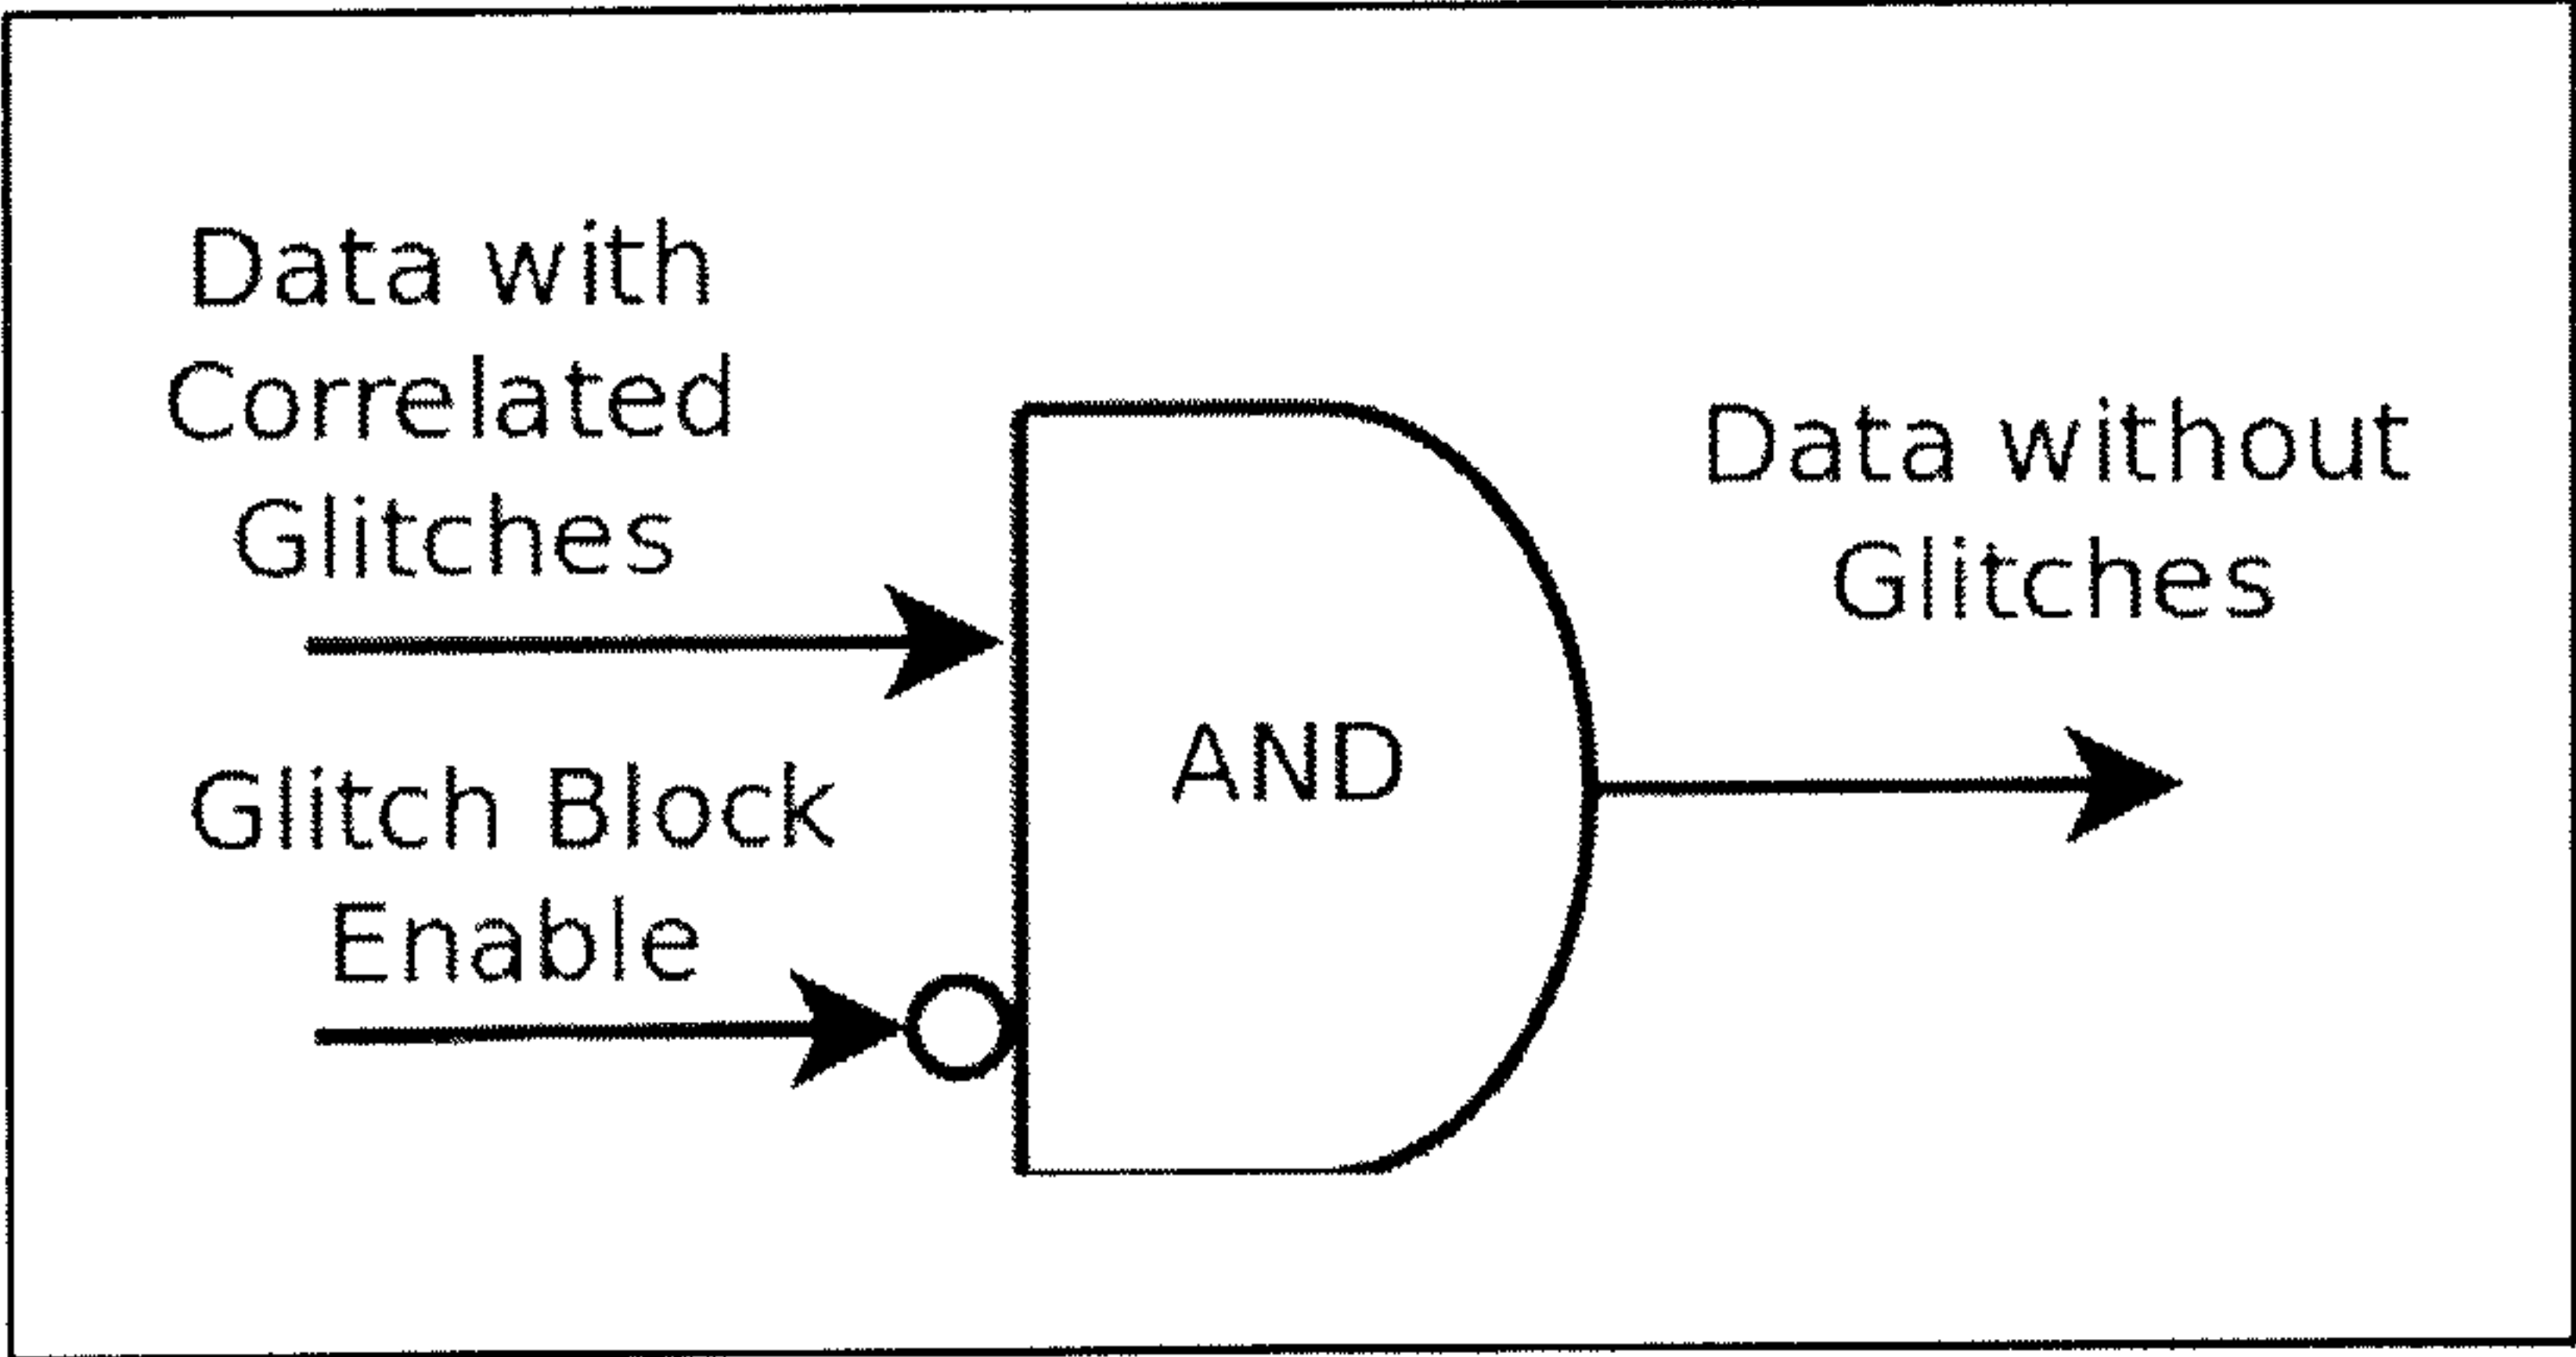 Data with
Correlated
Glitches
Glitch Block
Enable
AND
Data without
Glitches